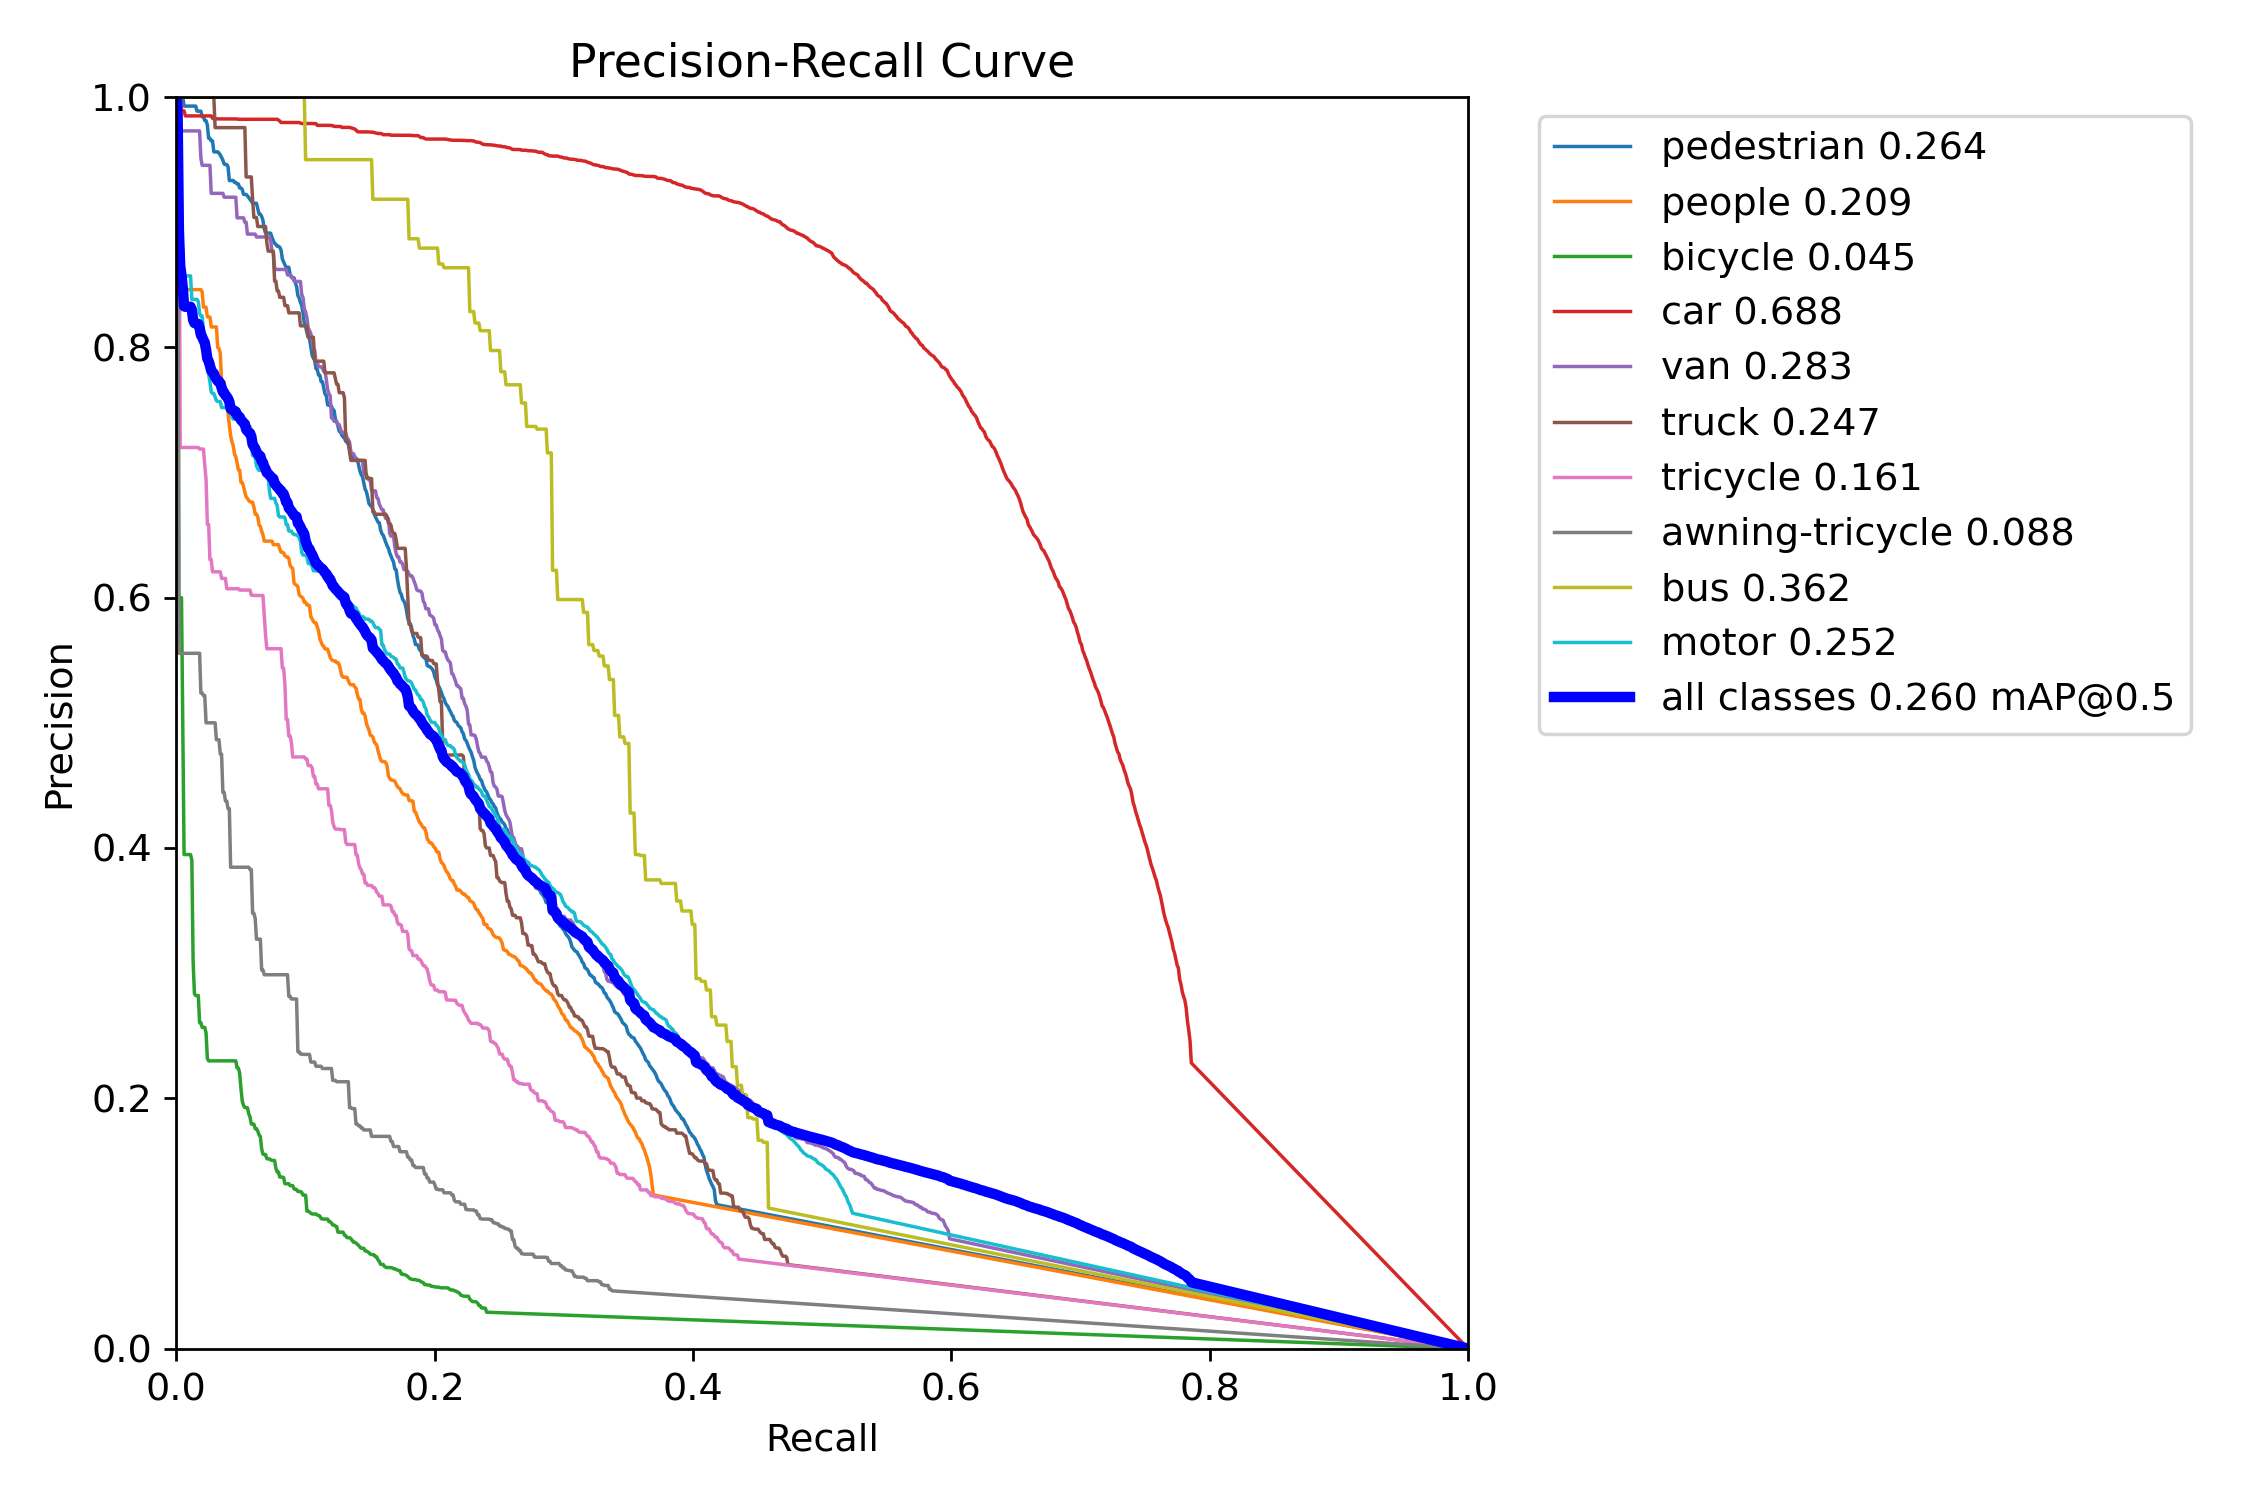 Precision-Recall Curve
1.0
0.8
0.6
0.4
0.2
0.0
Precision
0.0 0.2 0.4 0.6 0.8 1.0
Recall
pedestrian 0.264
people 0.209
bicycle 0.045
car 0.688
van 0.283
truck 0.247
tricycle 0.161
awning-tricycle 0.088
bus 0.362
motor 0.252
all classes 0.260 mAP@0.5